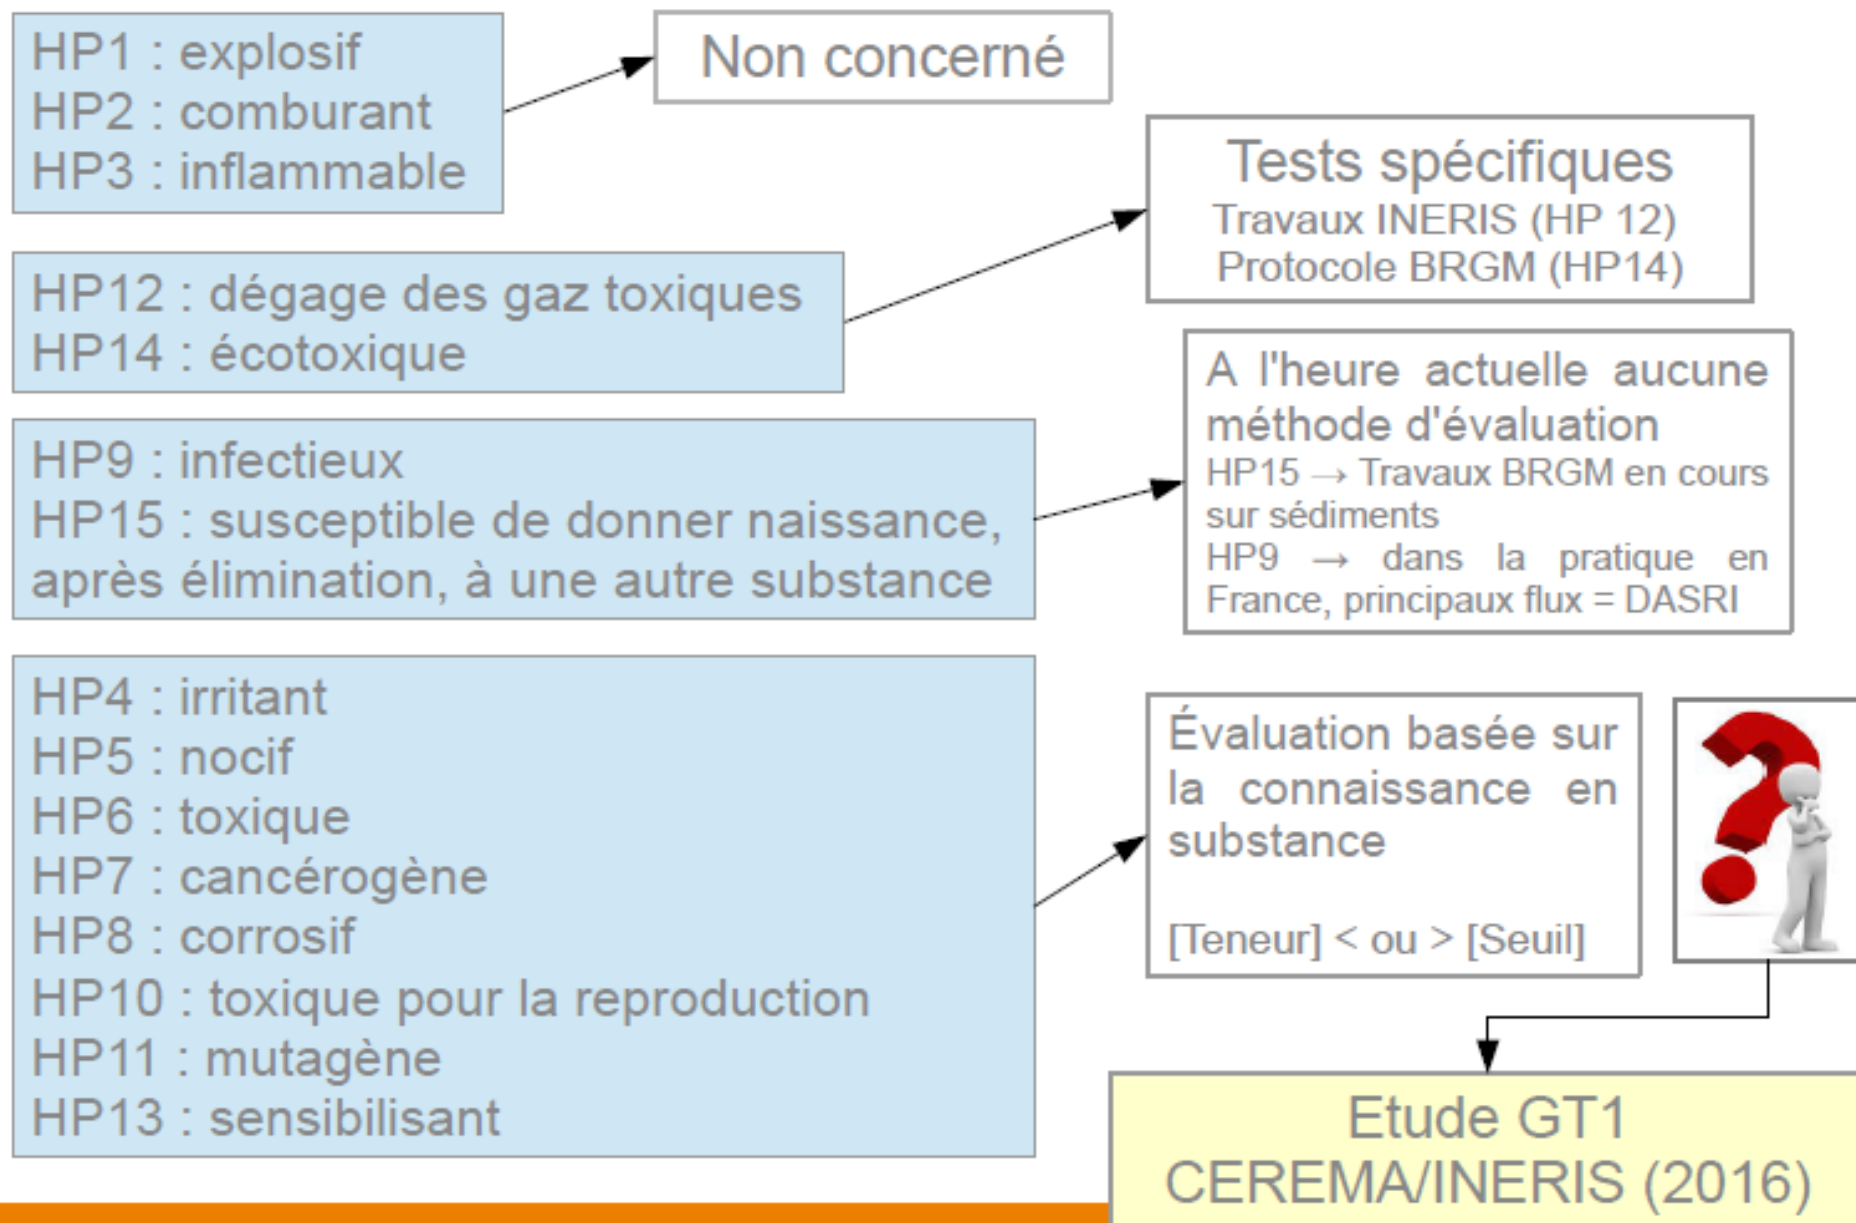 HP1 : explosif
HP2 : comburant
HP3 : inflammable
Non concerné
HP12 : dégage des gaz toxiques
HP14 : écotoxique
Tests spécifiques
Travaux INERIS (HP 12)
Protocole BRGM (HP14)
HP9 : infectieux
HP15 : susceptible de donner naissance,
après élimination, à une autre substance
A l'heure actuelle aucune
méthode d'évaluation
HP15 → Travaux BRGM en cours
sur sédiments
HP9 → dans la pratique en
France, principaux flux = DASRI
HP4 : irritant
HP5 : nocif
HP6 : toxique
HP7 : cancérogène
HP8 : corrosif
HP10 : toxique pour la reproduction
HP11 : mutagène
HP13 : sensibilisant
Évaluation basée sur
la connaissance en
substance
[Teneur] < ou > [Seuil]
?
Etude GT1
CEREMA/INERIS (2016)